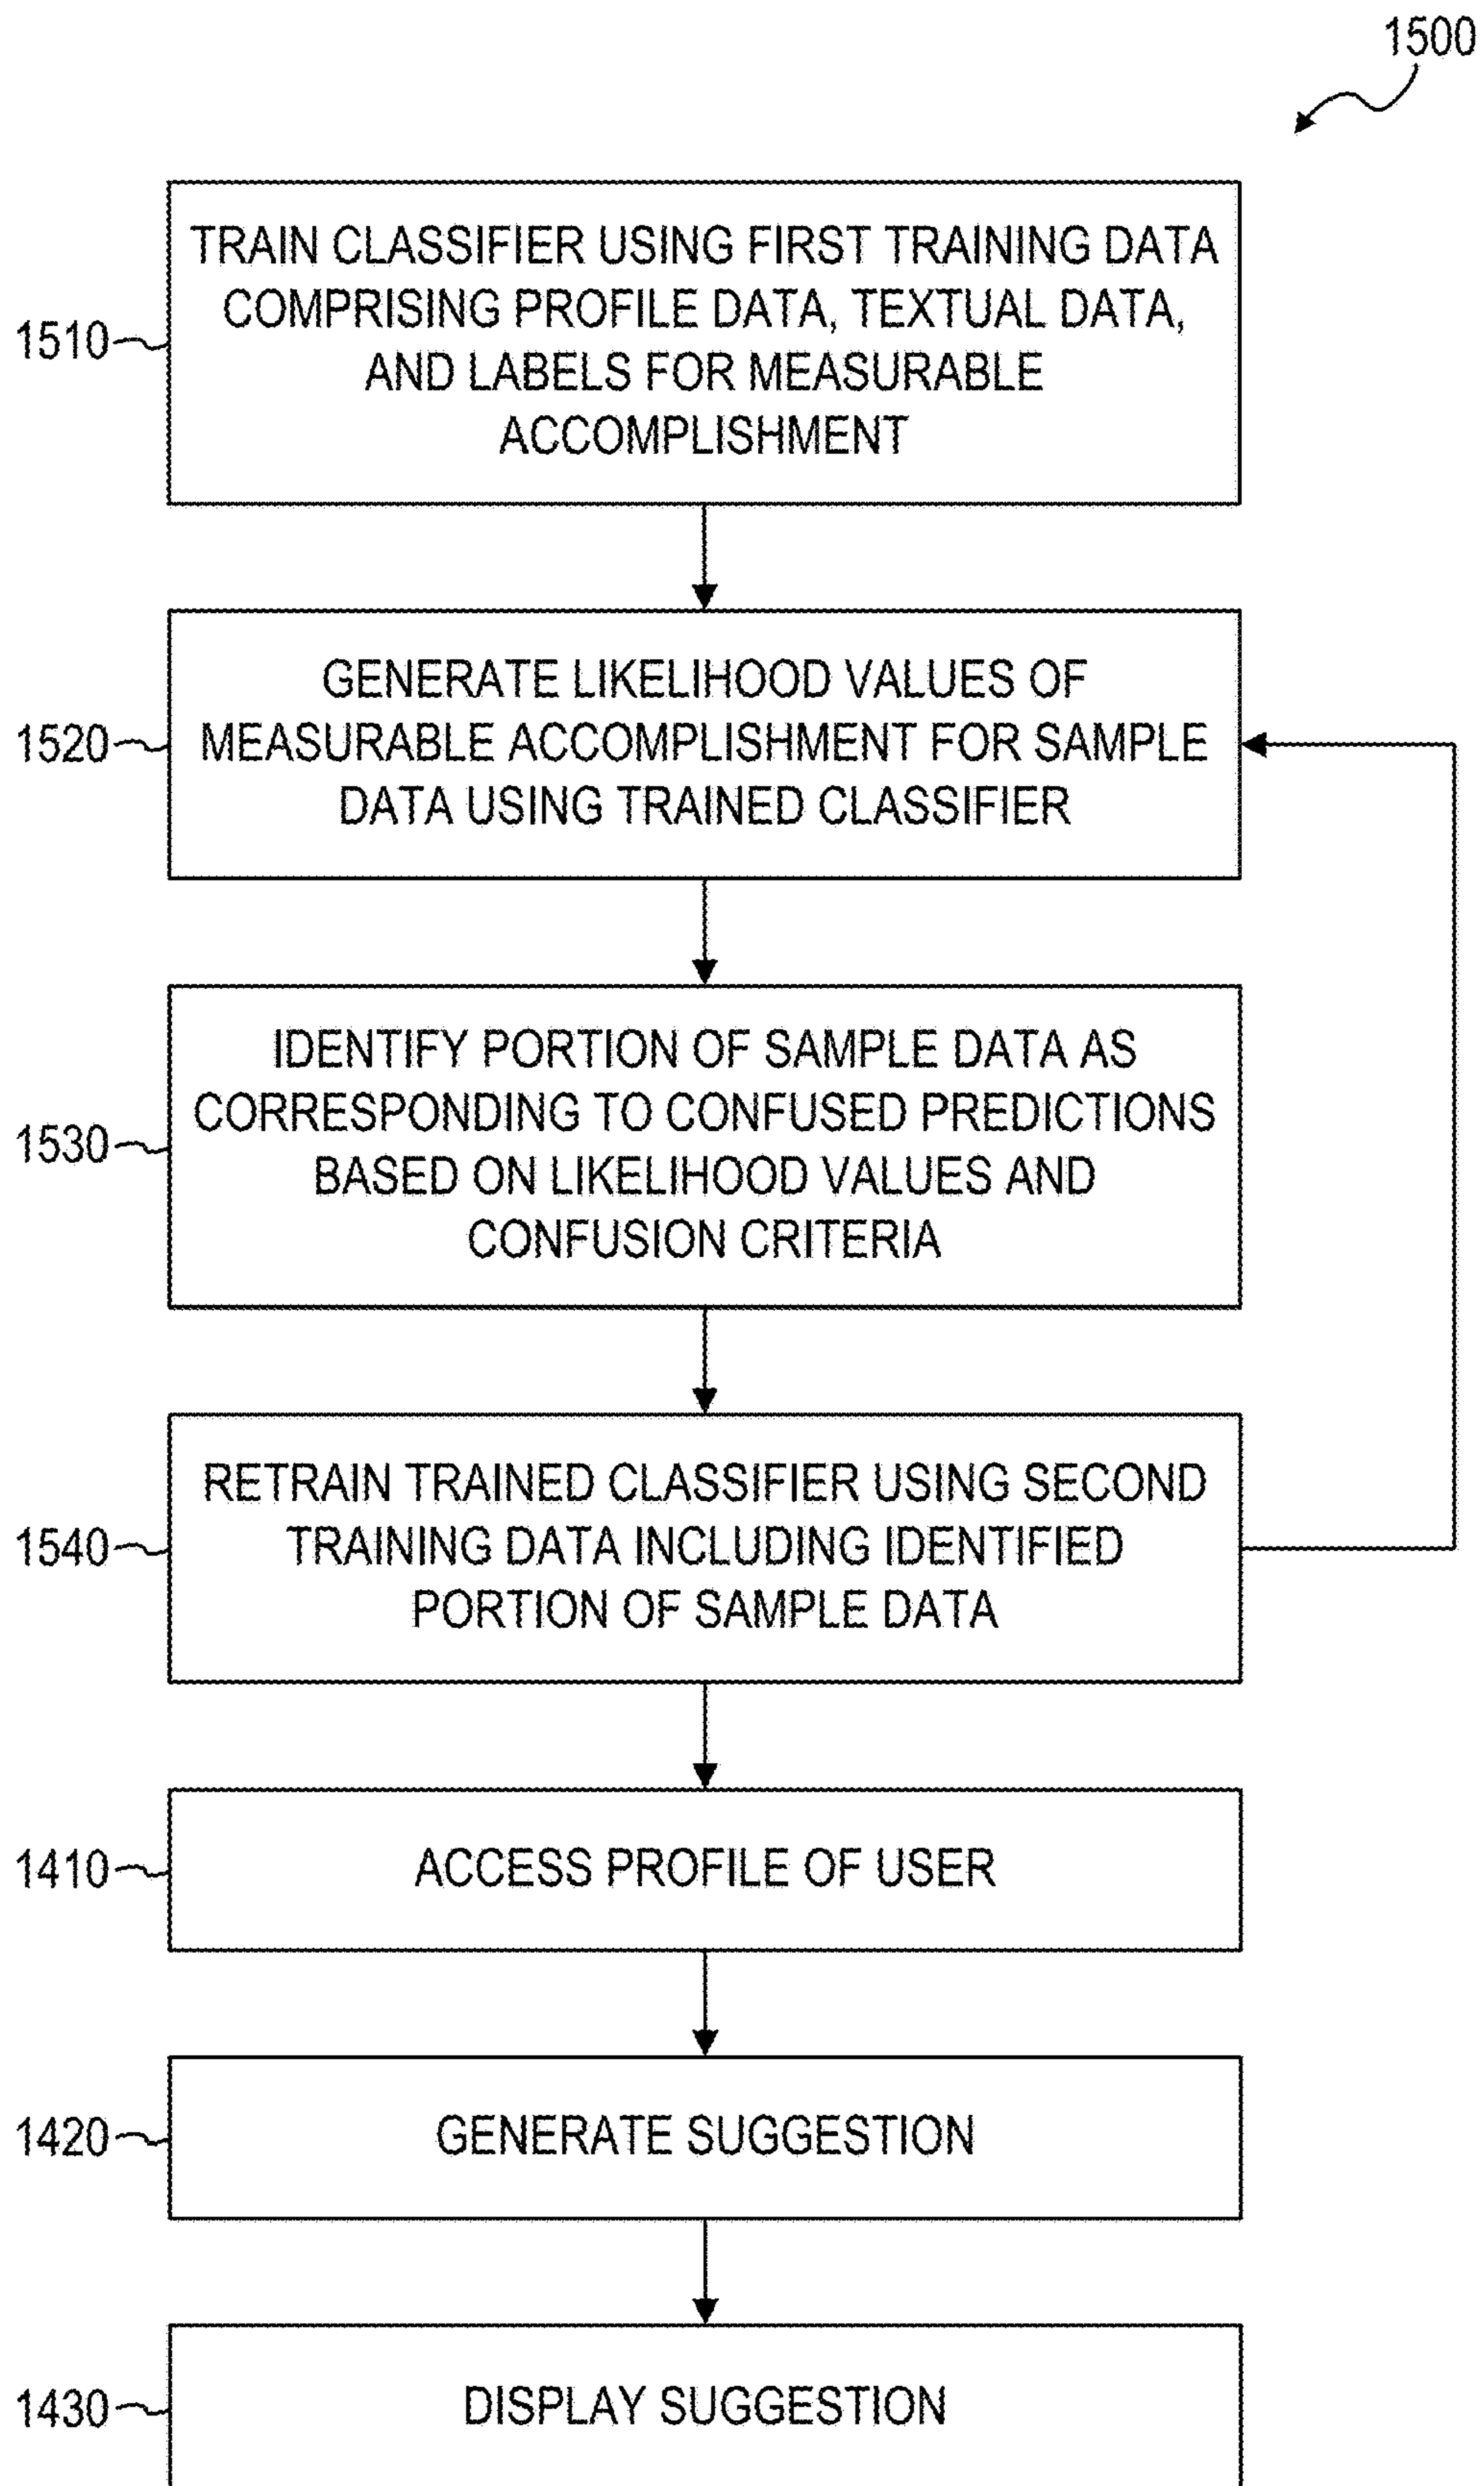 1500
TRAIN CLASSIFIER USING FIRST TRAINING DATA
COMPRISING PROFILE DATA, TEXTUAL DATA,
AND LABELS FOR MEASURABLE
ACCOMPLISHMENT
1510
GENERATE LIKELIHOOD VALUES OF
MEASURABLE ACCOMPLISHMENT FOR SAMPLE
DATA USING TRAINED CLASSIFIER
1520
IDENTIFY PORTION OF SAMPLE DATA AS
CORRESPONDING TO CONFUSED PREDICTIONS
BASED ON LIKELIHOOD VALUES AND
CONFUSION CRITERIA
1530
RETRAIN TRAINED CLASSIFIER USING SECOND
TRAINING DATA INCLUDING IDENTIFIED
PORTION OF SAMPLE DATA
1540
ACCESS PROFILE OF USER
1410
GENERATE SUGGESTION
1420
DISPLAY SUGGESTION
1430